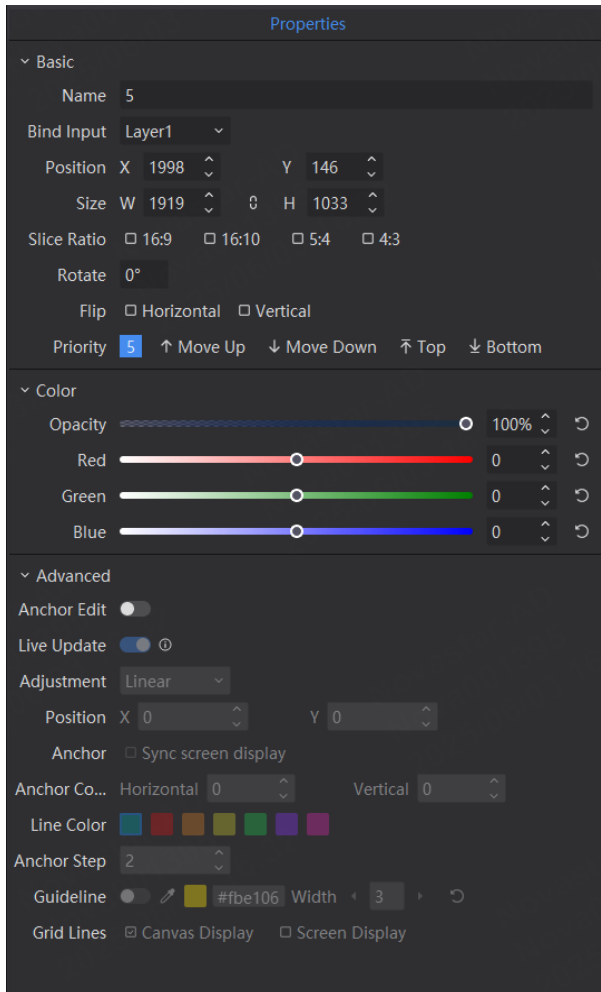 Properties
Basic
Name 5
Bind Input Layer1
Position X 1998 Y 146
Size W 1919 H 1033
Slice Ratio 16:9 16:10 5:4 4:3
Rotate 0°
Flip Horizontal Vertical
Priority 5 Move Up Move Down Top Bottom
Color
Opacity 100%
Red 0
Green 0
Blue 0
Advanced
Anchor Edit
Live Update
Adjustment Linear
Position X 0 Y 0
Anchor Sync screen display
Anchor Co... Horizontal 0 Vertical 0
Line Color
Anchor Step 2
Guideline #fbe106 Width 3
Grid Lines Canvas Display Screen Display